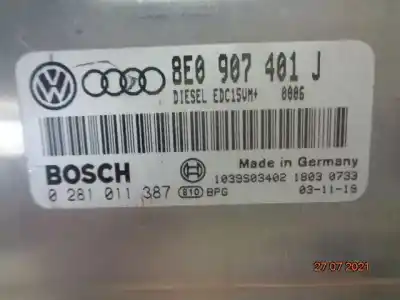 8E0 907 401 J
DIESEL EDC15VM+ 0006
BOSCH
Made in Germany
0 281 011 387 E10 BPG
1039S03402 1803 0733
03-11-19
27/07/2021